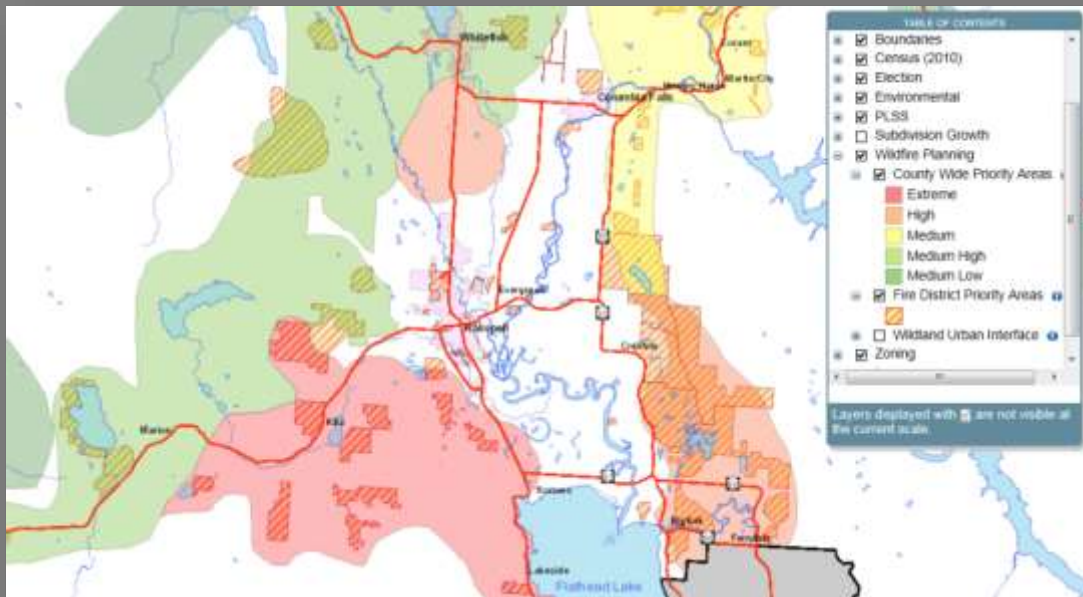 Whitefish
Columbia Falls
Evergreen
Kalispell
Creston
Marion
Kila
Somers
Bigfork
Ferndale
Lakeside
Flathead Lake
TABLE OF CONTENTS
Boundaries
Census (2010)
Election
Environmental
PLSS
Subdivision Growth
Wildfire Planning
County Wide Priority Areas
Extreme
High
Medium
Medium High
Medium Low
Fire District Priority Areas
Wildland Urban Interface
Zoning
Layers displayed with are not visible at
the current scale.